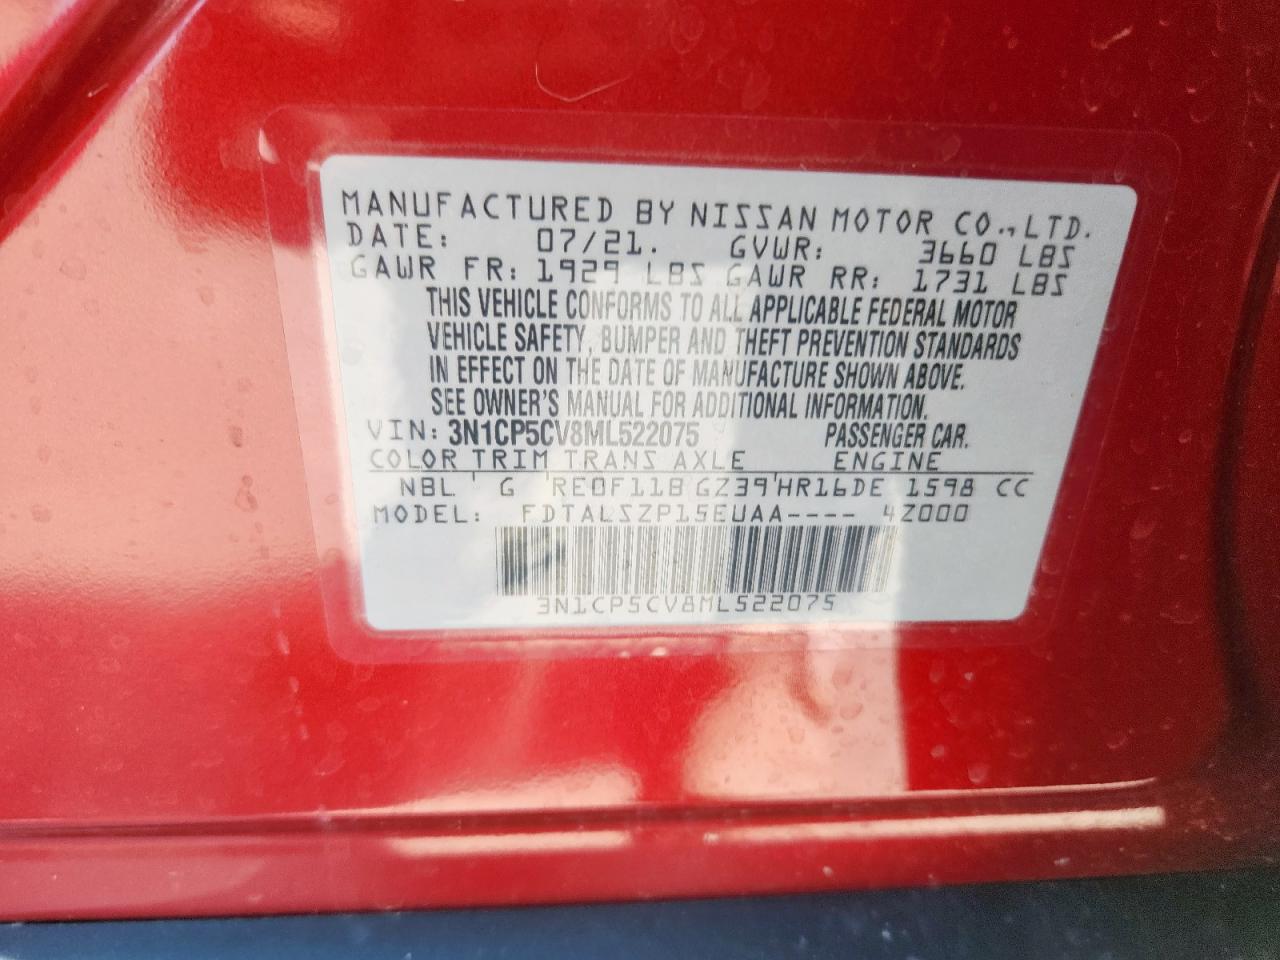 MANUFACTURED BY NISSAN MOTOR CO.,LTD.
DATE: 07/21. GVWR: 3660 LBS
GAWR FR: 1929 LBS GAWR RR: 1731 LBS
THIS VEHICLE CONFORMS TO ALL APPLICABLE FEDERAL MOTOR
VEHICLE SAFETY, BUMPER AND THEFT PREVENTION STANDARDS
IN EFFECT ON THE DATE OF MANUFACTURE SHOWN ABOVE.
SEE OWNER'S MANUAL FOR ADDITIONAL INFORMATION.
VIN: 3N1CP5CV8ML522075 PASSENGER CAR.
COLOR TRIM TRANS AXLE ENGINE
NBL G RE0F11B GZ39 HR16DE 1598 CC
MODEL: FDTALSZP15EUAA---- 4Z000
3N1CP5CV8ML522075